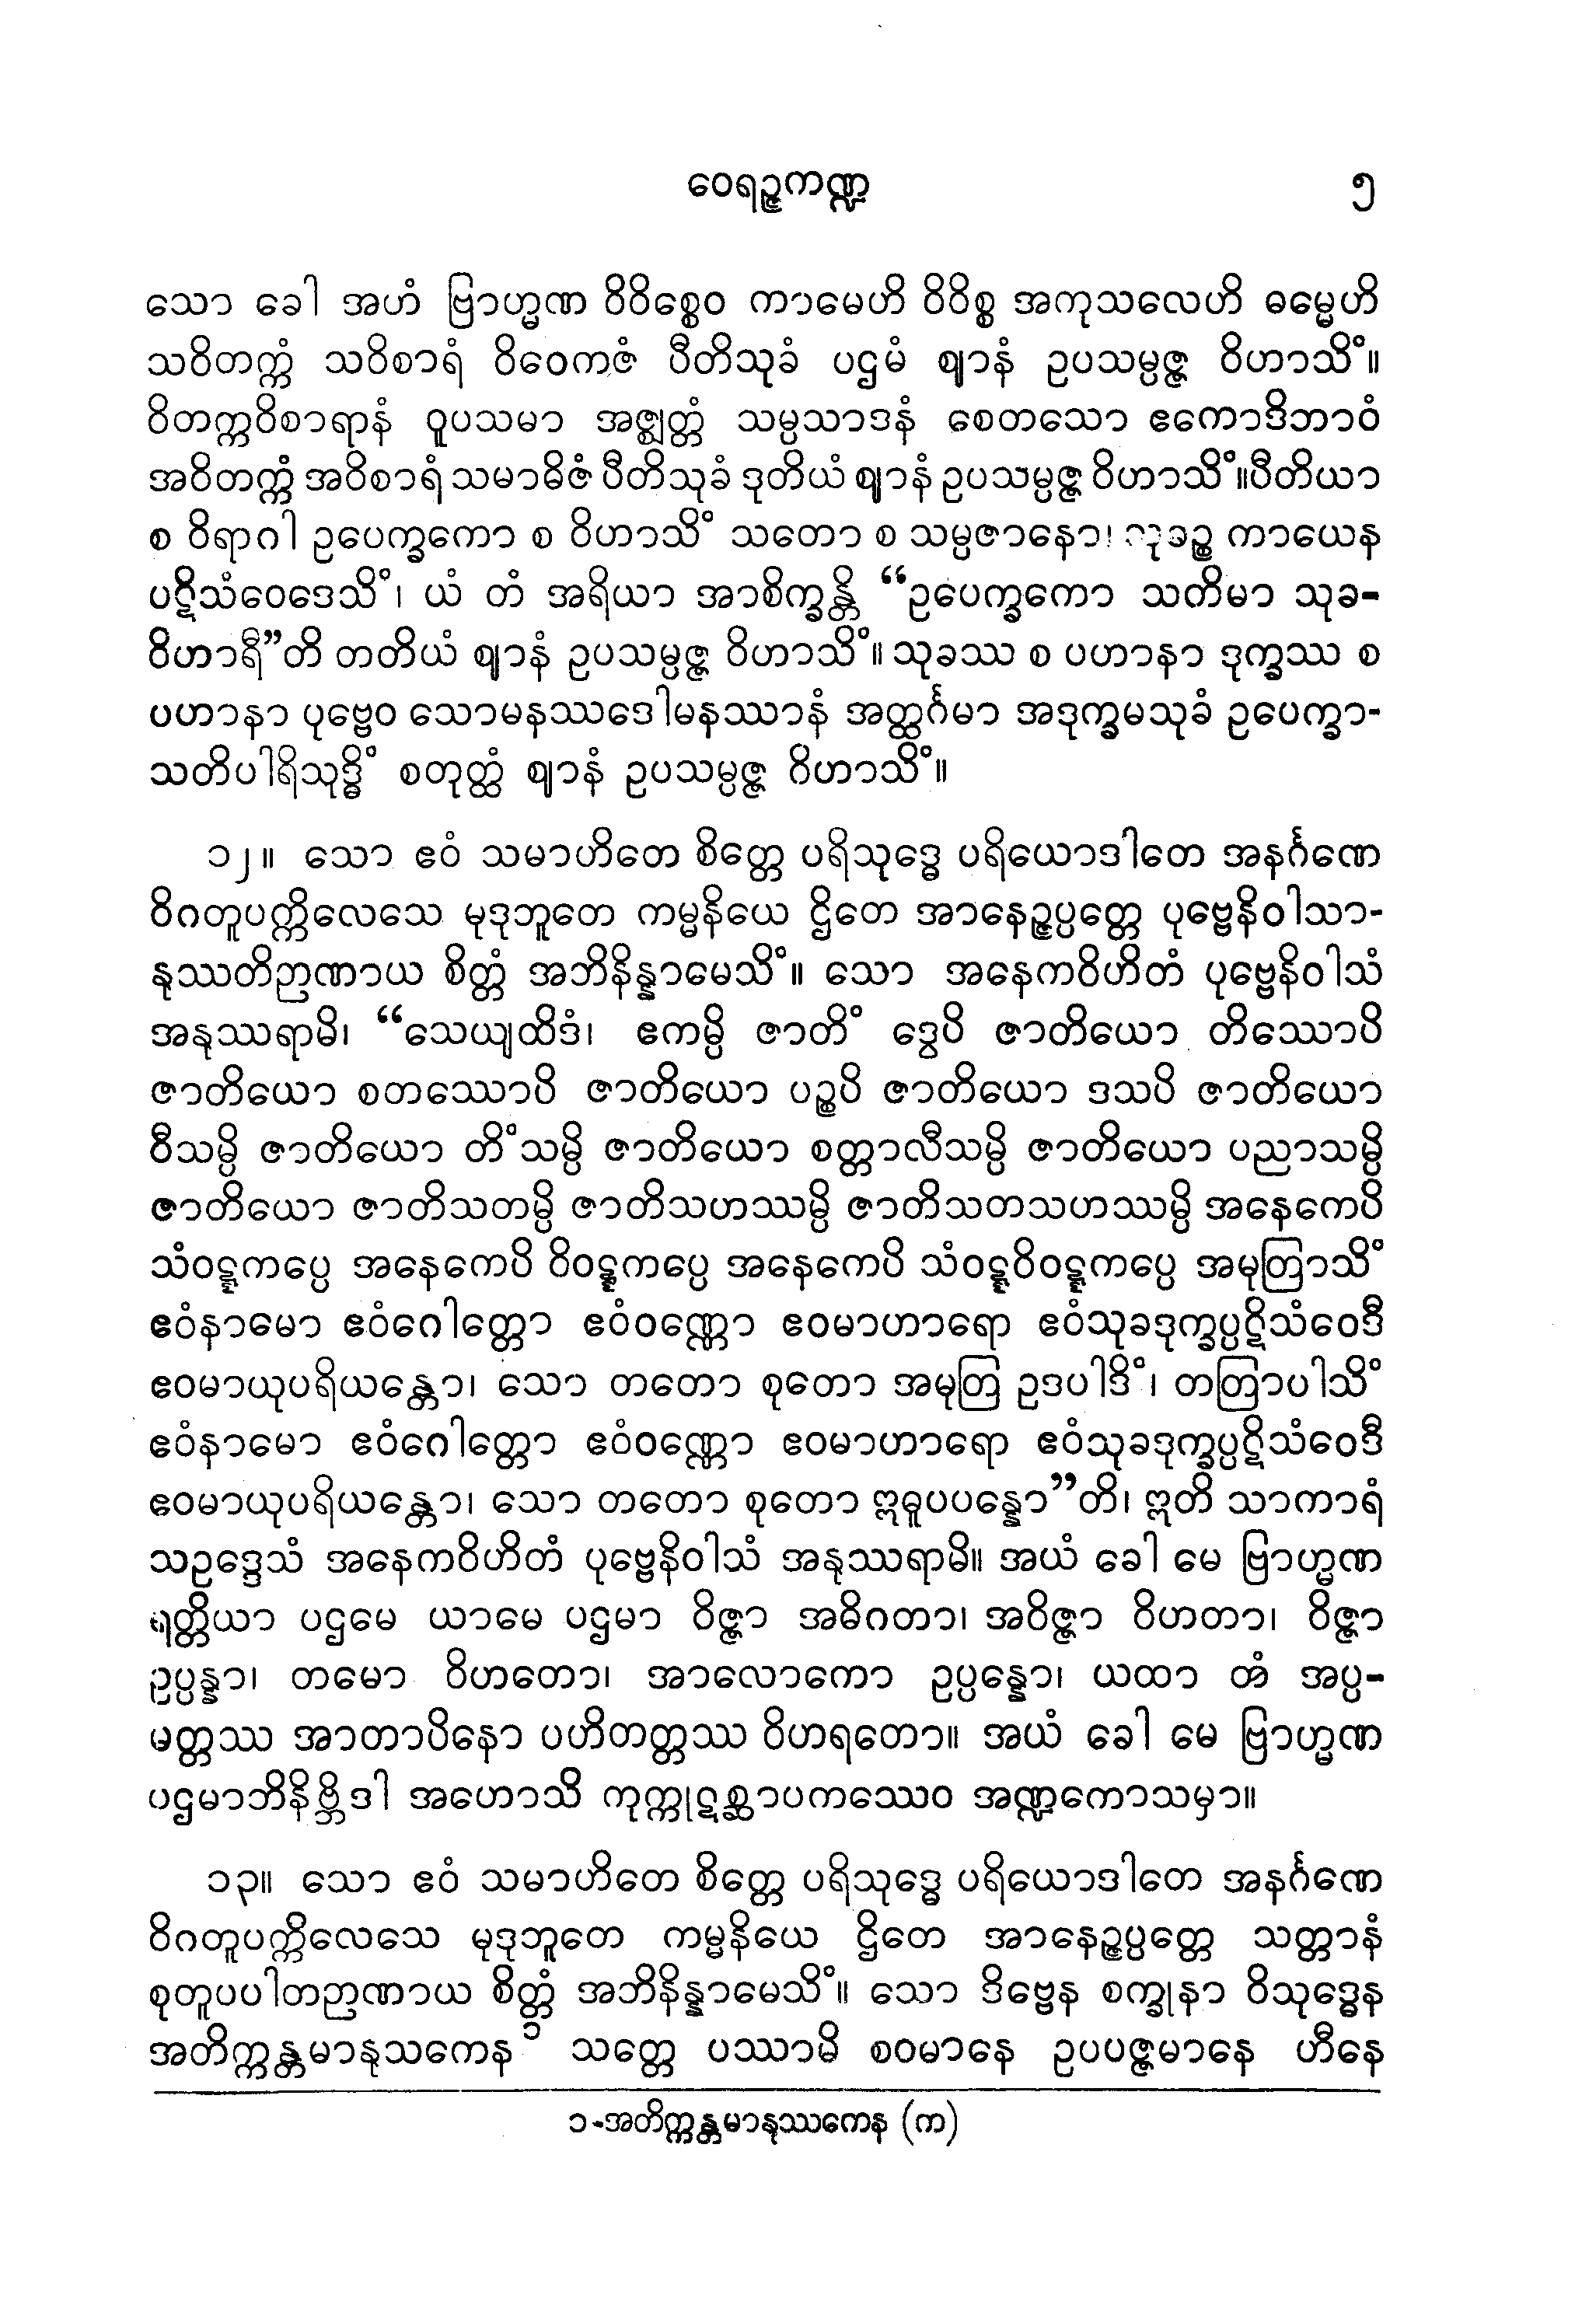 ဝေရဉ္ဇကဏ္ဍ ၅
သော ခေါ အဟံ ဗြာဟ္မဏ ဝိဝိစ္စေဝ ကာမေဟိ ဝိဝိစ္စ အကုသလေဟိ ဓမ္မေဟိ
သဝိတက္ကံ သဝိစာရံ ဝိဝေကဇံ ပီတိသုခံ ပဌမံ ဈာနံ ဥပသမ္ပဇ္ဇ ဝိဟာသိံ။
ဝိတက္ကဝိစာရာနံ ဝူပသမာ အဇ္ဈတ္တံ သမ္ပသာဒနံ စေတသော ဧကောဒိဘာဝံ
အဝိတက္ကံ အဝိစာရံ သမာဓိဇံ ပီတိသုခံ ဒုတိယံ ဈာနံ ဥပသမ္ပဇ္ဇ ဝိဟာသိံ။ပီတိယာ
စ ဝိရာဂါ ဥပေက္ခကော စ ဝိဟာသိံ သတော စ သမ္ပဇာနော၊ သုခဉ္စ ကာယေန
ပဋိသံဝေဒေသိံ၊ ယံ တံ အရိယာ အာစိက္ခန္တိ “ဥပေက္ခကော သတိမာ သုခ-
ဝိဟာရီ”တိ တတိယံ ဈာနံ ဥပသမ္ပဇ္ဇ ဝိဟာသိံ။ သုခဿ စ ပဟာနာ ဒုက္ခဿ စ
ပဟာနာ ပုဗ္ဗေဝ သောမနဿဒေါမနဿာနံ အတ္ထင်္ဂမာ အဒုက္ခမသုခံ ဥပေက္ခာ-
သတိပါရိသုဒ္ဓိံ စတုတ္ထံ ဈာနံ ဥပသမ္ပဇ္ဇ ဝိဟာသိံ။
၁၂။ သော ဧဝံ သမာဟိတေ စိတ္တေ ပရိသုဒ္ဓေ ပရိယောဒါတေ အနင်္ဂဏေ
ဝိဂတူပက္ကိလေသေ မုဒုဘူတေ ကမ္မနိယေ ဌိတေ အာနေဉ္ဇပ္ပတ္တေ ပုဗ္ဗေနိဝါသာ-
နုဿတိဉာဏာယ စိတ္တံ အဘိနိန္နာမေသိံ။ သော အနေကဝိဟိတံ ပုဗ္ဗေနိဝါသံ
အနုဿရာမိ၊ “သေယျထိဒံ၊ ဧကမ္ပိ ဇာတိံ ဒွေပိ ဇာတိယော တိဿောပိ
ဇာတိယော စတဿောပိ ဇာတိယော ပဉ္စပိ ဇာတိယော ဒသပိ ဇာတိယော
ဝီသမ္ပိ ဇာတိယော တိံသမ္ပိ ဇာတိယော စတ္တာလီသမ္ပိ ဇာတိယော ပညာသမ္ပိ
ဇာတိယော ဇာတိသတမ္ပိ ဇာတိသဟဿမ္ပိ ဇာတိသတသဟဿမ္ပိ အနေကေပိ
သံဝဋ္ဋကပ္ပေ အနေကေပိ ဝိဝဋ္ဋကပ္ပေ အနေကေပိ သံဝဋ္ဋဝိဝဋ္ဋကပ္ပေ အမုတြာသိံ
ဧဝံနာမော ဧဝံဂေါတ္တော ဧဝံဝဏ္ဏော ဧဝမာဟာရော ဧဝံသုခဒုက္ခပ္ပဋိသံဝေဒီ
ဧဝမာယုပရိယန္တော၊ သော တတော စုတော အမုတြ ဥဒပါဒိံ၊ တတြာပါသိံ
ဧဝံနာမော ဧဝံဂေါတ္တော ဧဝံဝဏ္ဏော ဧဝမာဟာရော ဧဝံသုခဒုက္ခပ္ပဋိသံဝေဒီ
ဧဝမာယုပရိယန္တော၊ သော တတော စုတော ဣဓူပပန္နော”တိ၊ ဣတိ သာကာရံ
သဥဒ္ဒေသံ အနေကဝိဟိတံ ပုဗ္ဗေနိဝါသံ အနုဿရာမိ။ အယံ ခေါ မေ ဗြာဟ္မဏ
ရတ္တိယာ ပဌမေ ယာမေ ပဌမာ ဝိဇ္ဇာ အဓိဂတာ၊ အဝိဇ္ဇာ ဝိဟတာ၊ ဝိဇ္ဇာ
ဥပ္ပန္နာ၊ တမော ဝိဟတော၊ အာလောကော ဥပ္ပန္နော၊ ယထာ တံ အပ္ပ-
မတ္တဿ အာတာပိနော ပဟိတတ္တဿ ဝိဟရတော။ အယံ ခေါ မေ ဗြာဟ္မဏ
ပဌမာဘိနိဗ္ဘိဒါ အဟောသိ ကုက္ကုဋစ္ဆာပကဿေဝ အဏ္ဍကောသမှာ။
၁၃။ သော ဧဝံ သမာဟိတေ စိတ္တေ ပရိသုဒ္ဓေ ပရိယောဒါတေ အနင်္ဂဏေ
ဝိဂတူပက္ကိလေသေ မုဒုဘူတေ ကမ္မနိယေ ဌိတေ အာနေဉ္ဇပ္ပတ္တေ သတ္တာနံ
စုတူပပါတဉာဏာယ စိတ္တံ အဘိနိန္နာမေသိံ။ သော ဒိဗ္ဗေန စက္ခုနာ ဝိသုဒ္ဓေန
အတိက္ကန္တမာနုသကေန ၁ သတ္တေ ပဿာမိ စဝမာနေ ဥပပဇ္ဇမာနေ ဟီနေ
၁-အတိက္ကန္တမာနုဿကေန (က)